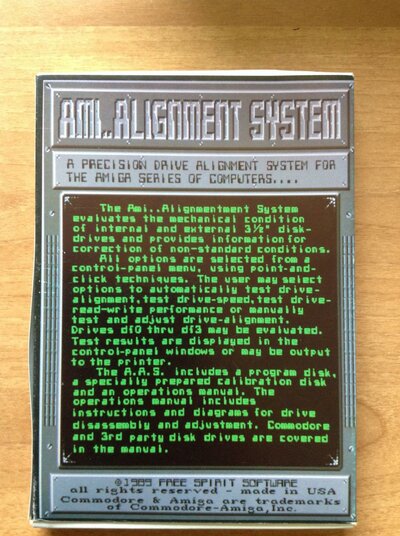 AMI..ALIGNMENT SYSTEM
A PRECISION DRIVE ALIGNMENT SYSTEM FOR
THE AMIGA SERIES OF COMPUTERS....
The Ami..Alignmentment System
evaluates the mechanical condition
of internal and external 3½" disk-
drives and provides information for
correction of non-standard conditions.
All options are selected from a
control-panel menu, using point-and-
click techniques. The user may select
options to automatically test drive-
alignment,test drive-speed,test drive-
read-write performance or manually
test and adjust drive-alignment.
Drives df0 thru df3 may be evaluated.
Test results are displayed in the
control-panel windows or may be output
to the printer.
The A.A.S. includes a program disk,
a specially prepared calibration disk
and an operations manual. The
operations manual includes
instructions and diagrams for drive
disassembly and adjustment. Commodore
and 3rd party disk drives are covered
in the manual.
©1989 FREE SPIRIT SOFTWARE
all rights reserved - made in USA
Commodore & Amiga are trademarks
of Commodore-Amiga,Inc.